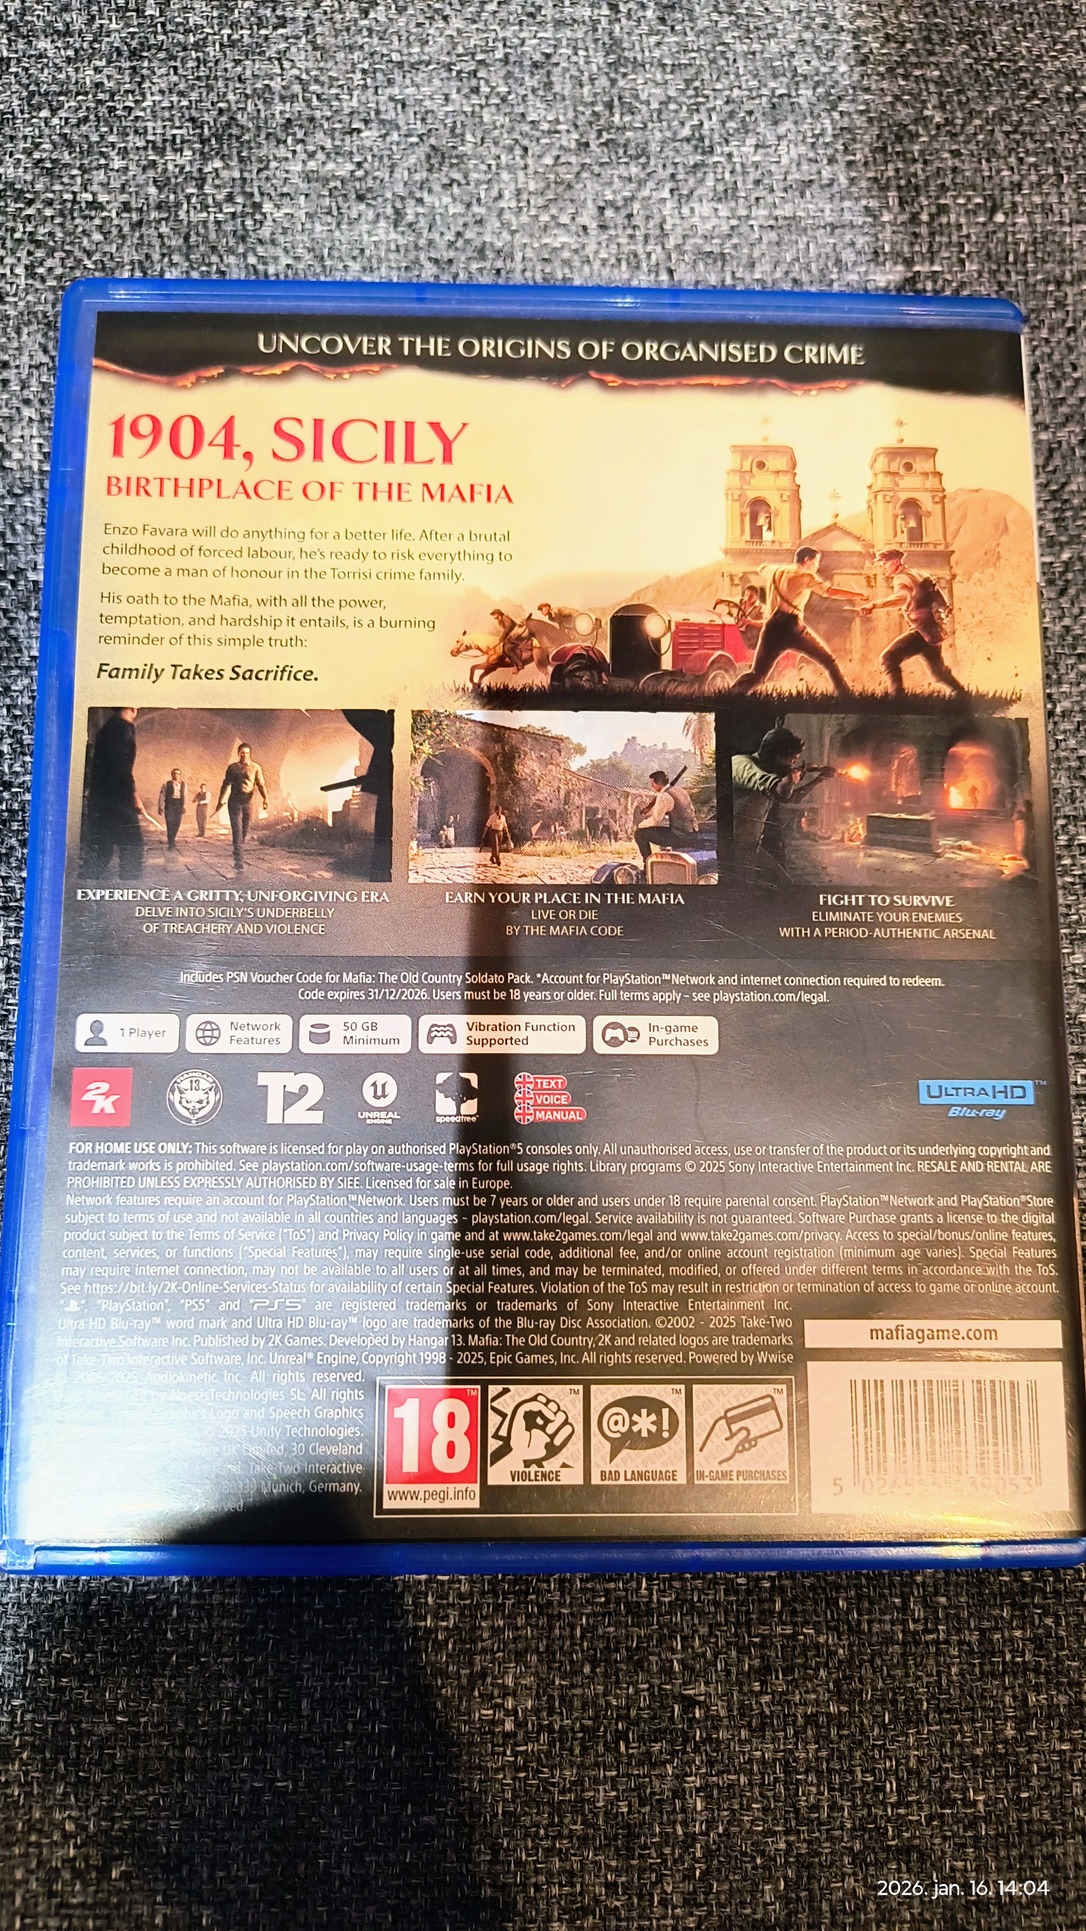 UNCOVER THE ORIGINS OF ORGANISED CRIME
1904, SICILY
BIRTHPLACE OF THE MAFIA
Enzo Favara will do anything for a better life. After a brutal
childhood of forced labour, he's ready to risk everything to
become a man of honour in the Torrisi crime family.
His oath to the Mafia, with all the power,
temptation, and hardship it entails, is a burning
reminder of this simple truth:
Family Takes Sacrifice.
EXPERIENCE A GRITTY, UNFORGIVING ERA
DELVE INTO SICILY'S UNDERBELLY
OF TREACHERY AND VIOLENCE
EARN YOUR PLACE IN THE MAFIA
LIVE OR DIE
BY THE MAFIA CODE
FIGHT TO SURVIVE
ELIMINATE YOUR ENEMIES
WITH A PERIOD-AUTHENTIC ARSENAL
Includes PSN Voucher Code for Mafia: The Old Country Soldato Pack. *Account for PlayStation™Network and internet connection required to redeem.
Code expires 31/12/2026. Users must be 18 years or older. Full terms apply – see playstation.com/legal.
1 Player
Network
Features
50 GB
Minimum
Vibration Function
Supported
In-game
Purchases
2K
HANGAR
13
T2
UNREAL
ENGINE
speedtree®
TEXT
VOICE
MANUAL
ULTRA HD™
Blu-ray
FOR HOME USE ONLY: This software is licensed for play on authorised PlayStation®5 consoles only. All unauthorised access, use or transfer of the product or its underlying copyright and
trademark works is prohibited. See playstation.com/software-usage-terms for full usage rights. Library programs © 2025 Sony Interactive Entertainment Inc. RESALE AND RENTAL ARE
PROHIBITED UNLESS EXPRESSLY AUTHORISED BY SIEE. Licensed for sale in Europe.
Network features require an account for PlayStation™Network. Users must be 7 years or older and users under 18 require parental consent. PlayStation™Network and PlayStation®Store
subject to terms of use and not available in all countries and languages – playstation.com/legal. Service availability is not guaranteed. Software Purchase grants a license to the digital
product subject to the Terms of Service ("ToS") and Privacy Policy in game and at www.take2games.com/legal and www.take2games.com/privacy. Access to special/bonus/online features,
content, services, or functions ("Special Features"), may require single-use serial code, additional fee, and/or online account registration (minimum age varies). Special Features
may require internet connection, may not be available to all users or at all times, and may be terminated, modified, or offered under different terms in accordance with the ToS.
See https://bit.ly/2K-Online-Services-Status for availability of certain Special Features. Violation of the ToS may result in restriction or termination of access to game or online account.
"PlayStation", "PS5" and "PS5" are registered trademarks or trademarks of Sony Interactive Entertainment Inc.
Ultra HD Blu-ray™ word mark and Ultra HD Blu-ray™ logo are trademarks of the Blu-ray Disc Association. ©2002 - 2025 Take-Two
Interactive Software Inc. Published by 2K Games. Developed by Hangar 13. Mafia: The Old Country, 2K and related logos are trademarks
of Take-Two Interactive Software, Inc. Unreal® Engine, Copyright 1998 - 2025, Epic Games, Inc. All rights reserved. Powered by Wwise
© 2006-2025 Audiokinetic Inc. All rights reserved.
by NoesisTechnologies SL; All rights
Logo and Speech Graphics
© 2025 Unity Technologies.
Limited, 30 Cleveland
Take-Two Interactive
Munich, Germany.
mafiagame.com
18
www.pegi.info
VIOLENCE
BAD LANGUAGE
IN-GAME PURCHASES
2026. jan. 16. 14:04